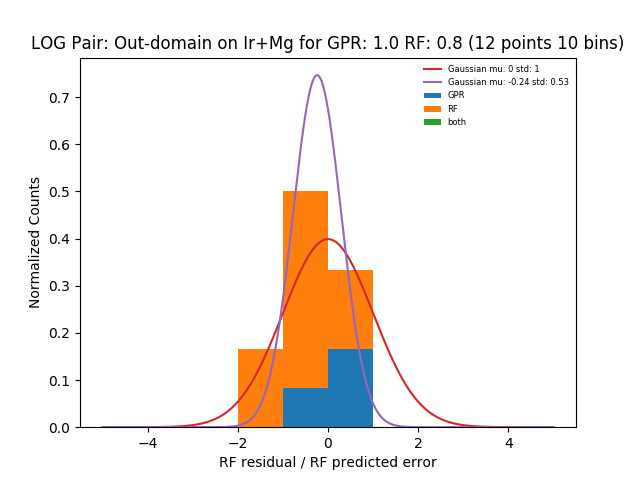 LOG Pair: Out-domain on Ir+Mg for GPR: 1.0 RF: 0.8 (12 points 10 bins)
Gaussian mu: 0 std: 1
Gaussian mu: -0.24 std: 0.53
GPR
RF
both
Normalized Counts
0.7
0.6
0.5
0.4
0.3
0.2
0.1
0.0
−4 −2 0 2 4
RF residual / RF predicted error